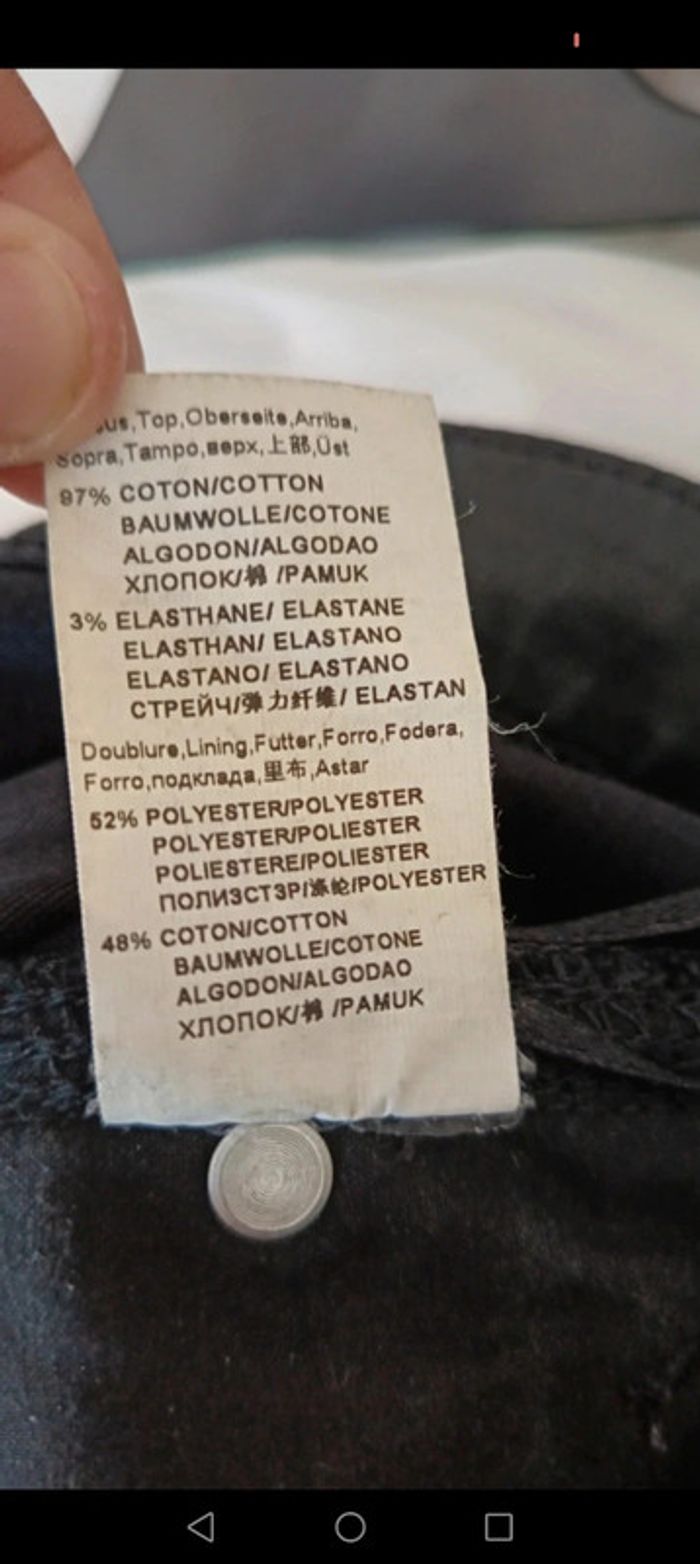 Top,Oberseite,Arriba,
Sopra,Tampo,верх,上部,Üst
97% COTON/COTTON
BAUMWOLLE/COTONE
ALGODON/ALGODAO
ХЛОПОК/棉 /PAMUK
3% ELASTHANE/ ELASTANE
ELASTHAN/ ELASTANO
ELASTANO/ ELASTANO
СТРЕЙЧ/弹力纤维/ ELASTAN
Doublure,Lining,Futter,Forro,Fodera,
Forro,подклада,里布,Astar
52% POLYESTER/POLYESTER
POLYESTER/POLIESTER
POLIESTERE/POLIESTER
ПОЛИЭСТЭР/涤纶/POLYESTER
48% COTON/COTTON
BAUMWOLLE/COTONE
ALGODON/ALGODAO
ХЛОПОК/棉 /PAMUK